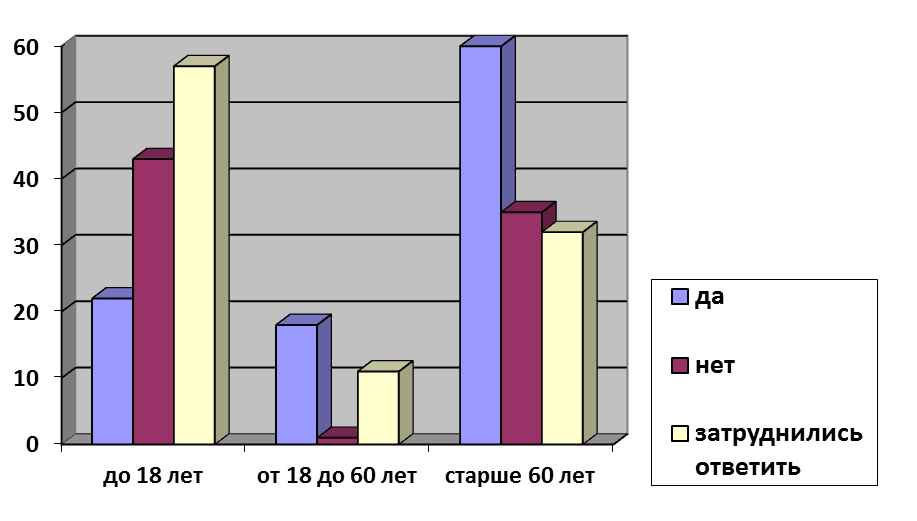 60
50
40
30
20
10
0
до 18 лет
от 18 до 60 лет
старше 60 лет
да
нет
затруднились
ответить